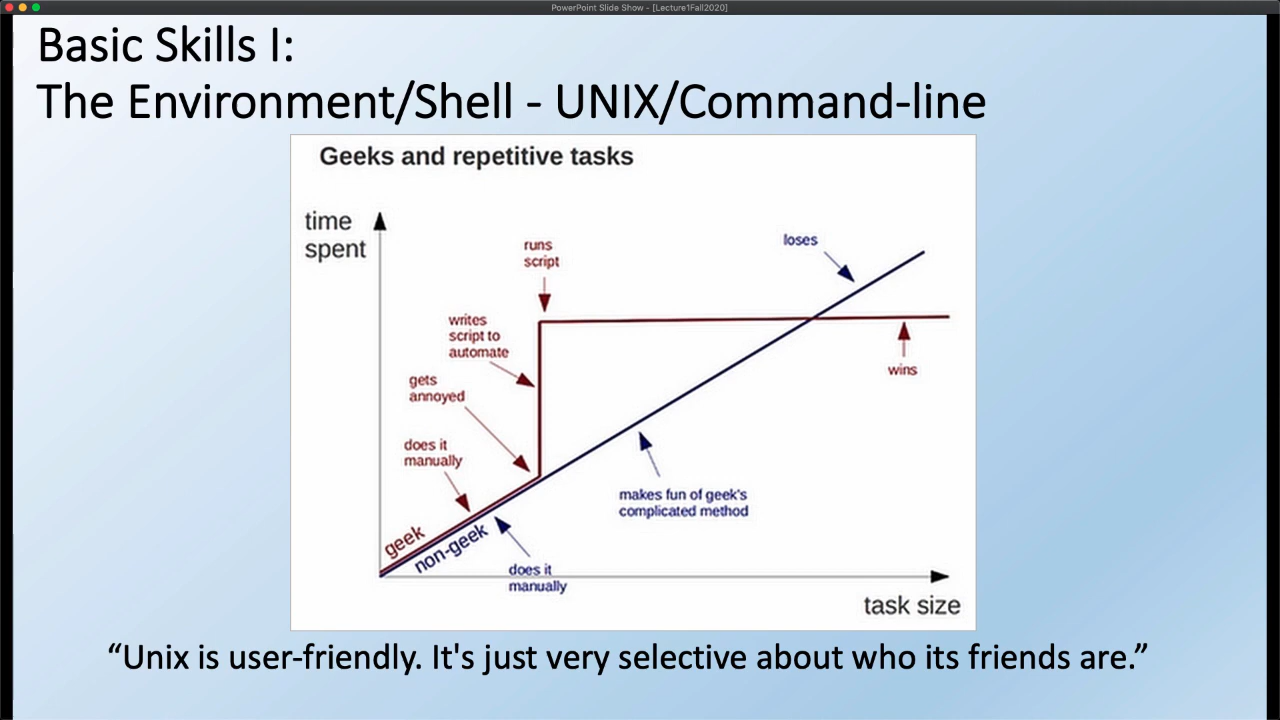 PowerPoint Slide Show - [Lecture1Fall2020]
Basic Skills I:
The Environment/Shell - UNIX/Command-line
Geeks and repetitive tasks
time
spent
runs
script
loses
writes
script to
automate
wins
gets
annoyed
does it
manually
makes fun of geek's
complicated method
geek
non-geek
does it
manually
task size
“Unix is user-friendly. It's just very selective about who its friends are.”